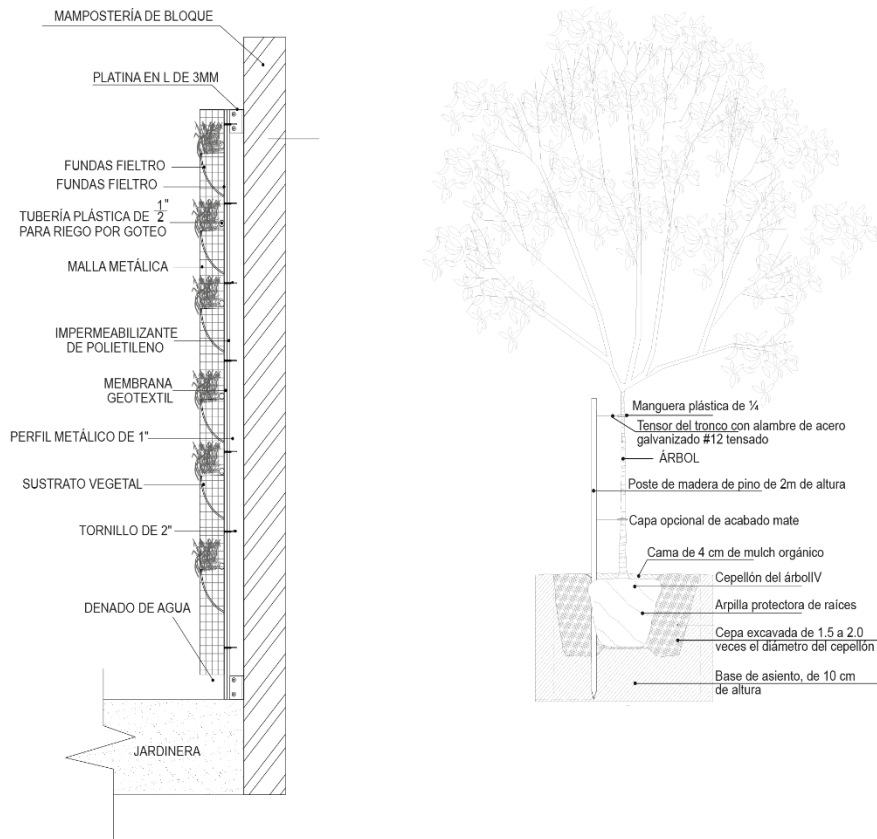 MAMPOSTERÍA DE BLOQUE
PLATINA EN L DE 3MM
FUNDAS FIELTRO
FUNDAS FIELTRO
TUBERÍA PLÁSTICA DE 1/2"
PARA RIEGO POR GOTEO
MALLA METÁLICA
IMPERMEABILIZANTE
DE POLIETILENO
MEMBRANA
GEOTEXTIL
PERFIL METÁLICO DE 1"
SUSTRATO VEGETAL
TORNILLO DE 2"
DENADO DE AGUA
JARDINERA
Manguera plástica de ¼
Tensor del tronco con alambre de acero
galvanizado #12 tensado
ÁRBOL
Poste de madera de pino de 2m de altura
Capa opcional de acabado mate
Cama de 4 cm de mulch orgánico
Cepellón del árbolIV
Arpilla protectora de raíces
Cepa excavada de 1.5 a 2.0
veces el diámetro del cepellón
Base de asiento, de 10 cm
de altura